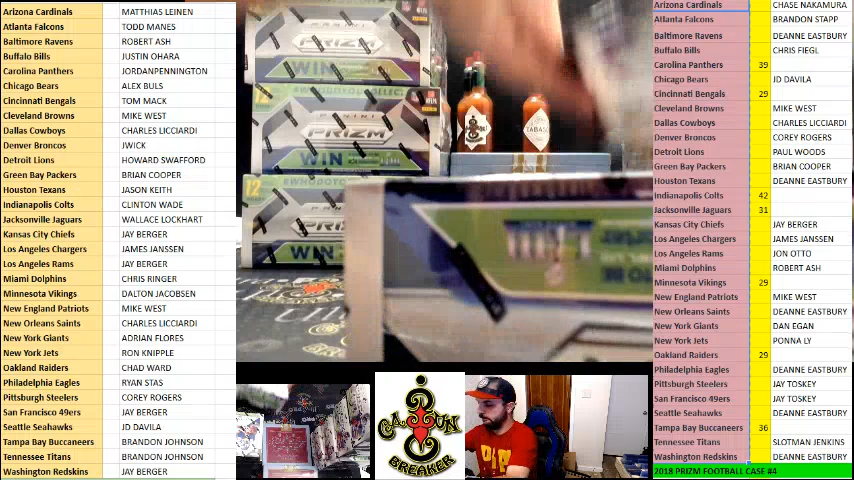 Arizona Cardinals MATTHIAS LEINEN
Atlanta Falcons TODD MANES
Baltimore Ravens ROBERT ASH
Buffalo Bills JUSTIN OHARA
Carolina Panthers JORDANPENNINGTON
Chicago Bears ALEX BULS
Cincinnati Bengals TOM MACK
Cleveland Browns MIKE WEST
Dallas Cowboys CHARLES LICCIARDI
Denver Broncos JWICK
Detroit Lions HOWARD SWAFFORD
Green Bay Packers BRIAN COOPER
Houston Texans JASON KEITH
Indianapolis Colts CLINTON WADE
Jacksonville Jaguars WALLACE LOCKHART
Kansas City Chiefs JAY BERGER
Los Angeles Chargers JAMES JANSSEN
Los Angeles Rams JAY BERGER
Miami Dolphins CHRIS RINGER
Minnesota Vikings DALTON JACOBSEN
New England Patriots MIKE WEST
New Orleans Saints CHARLES LICCIARDI
New York Giants ADRIAN FLORES
New York Jets RON KNIPPLE
Oakland Raiders CHAD WARD
Philadelphia Eagles RYAN STAS
Pittsburgh Steelers COREY ROGERS
San Francisco 49ers JAY BERGER
Seattle Seahawks JD DAVILA
Tampa Bay Buccaneers BRANDON JOHNSON
Tennessee Titans BRANDON JOHNSON
Washington Redskins JAY BERGER
PRIZM
WIN
12
PANINI
PRIZM
WIN
12
#WHODOYOU
PRIZM
WIN
TABASCO
BREAKER
Arizona Cardinals CHASE NAKAMURA
Atlanta Falcons BRANDON STAPP
Baltimore Ravens DEANNE EASTBURY
Buffalo Bills CHRIS FIEGL
Carolina Panthers 39
Chicago Bears JD DAVILA
Cincinnati Bengals 29
Cleveland Browns MIKE WEST
Dallas Cowboys CHARLES LICCIARDI
Denver Broncos COREY ROGERS
Detroit Lions PAUL WOODS
Green Bay Packers BRIAN COOPER
Houston Texans DEANNE EASTBURY
Indianapolis Colts 42
Jacksonville Jaguars 31
Kansas City Chiefs JAY BERGER
Los Angeles Chargers JAMES JANSSEN
Los Angeles Rams JON OTTO
Miami Dolphins ROBERT ASH
Minnesota Vikings 29
New England Patriots MIKE WEST
New Orleans Saints DEANNE EASTBURY
New York Giants DAN EGAN
New York Jets PONNA LY
Oakland Raiders 29
Philadelphia Eagles DEANNE EASTBURY
Pittsburgh Steelers JAY TOSKEY
San Francisco 49ers JAY TOSKEY
Seattle Seahawks DEANNE EASTBURY
Tampa Bay Buccaneers 36
Tennessee Titans SLOTMAN JENKINS
Washington Redskins DEANNE EASTBURY
2018 PRIZM FOOTBALL CASE #4